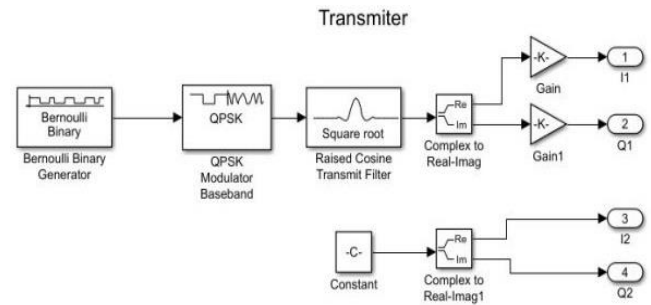 Transmiter
Bernoulli
Binary
Bernoulli Binary
Generator
QPSK
QPSK
Modulator
Baseband
Square root
Raised Cosine
Transmit Filter
Re
Im
Complex to
Real-Imag
-K-
Gain
1
I1
-K-
Gain1
2
Q1
-C-
Constant
Re
Im
Complex to
Real-Imag1
3
I2
4
Q2